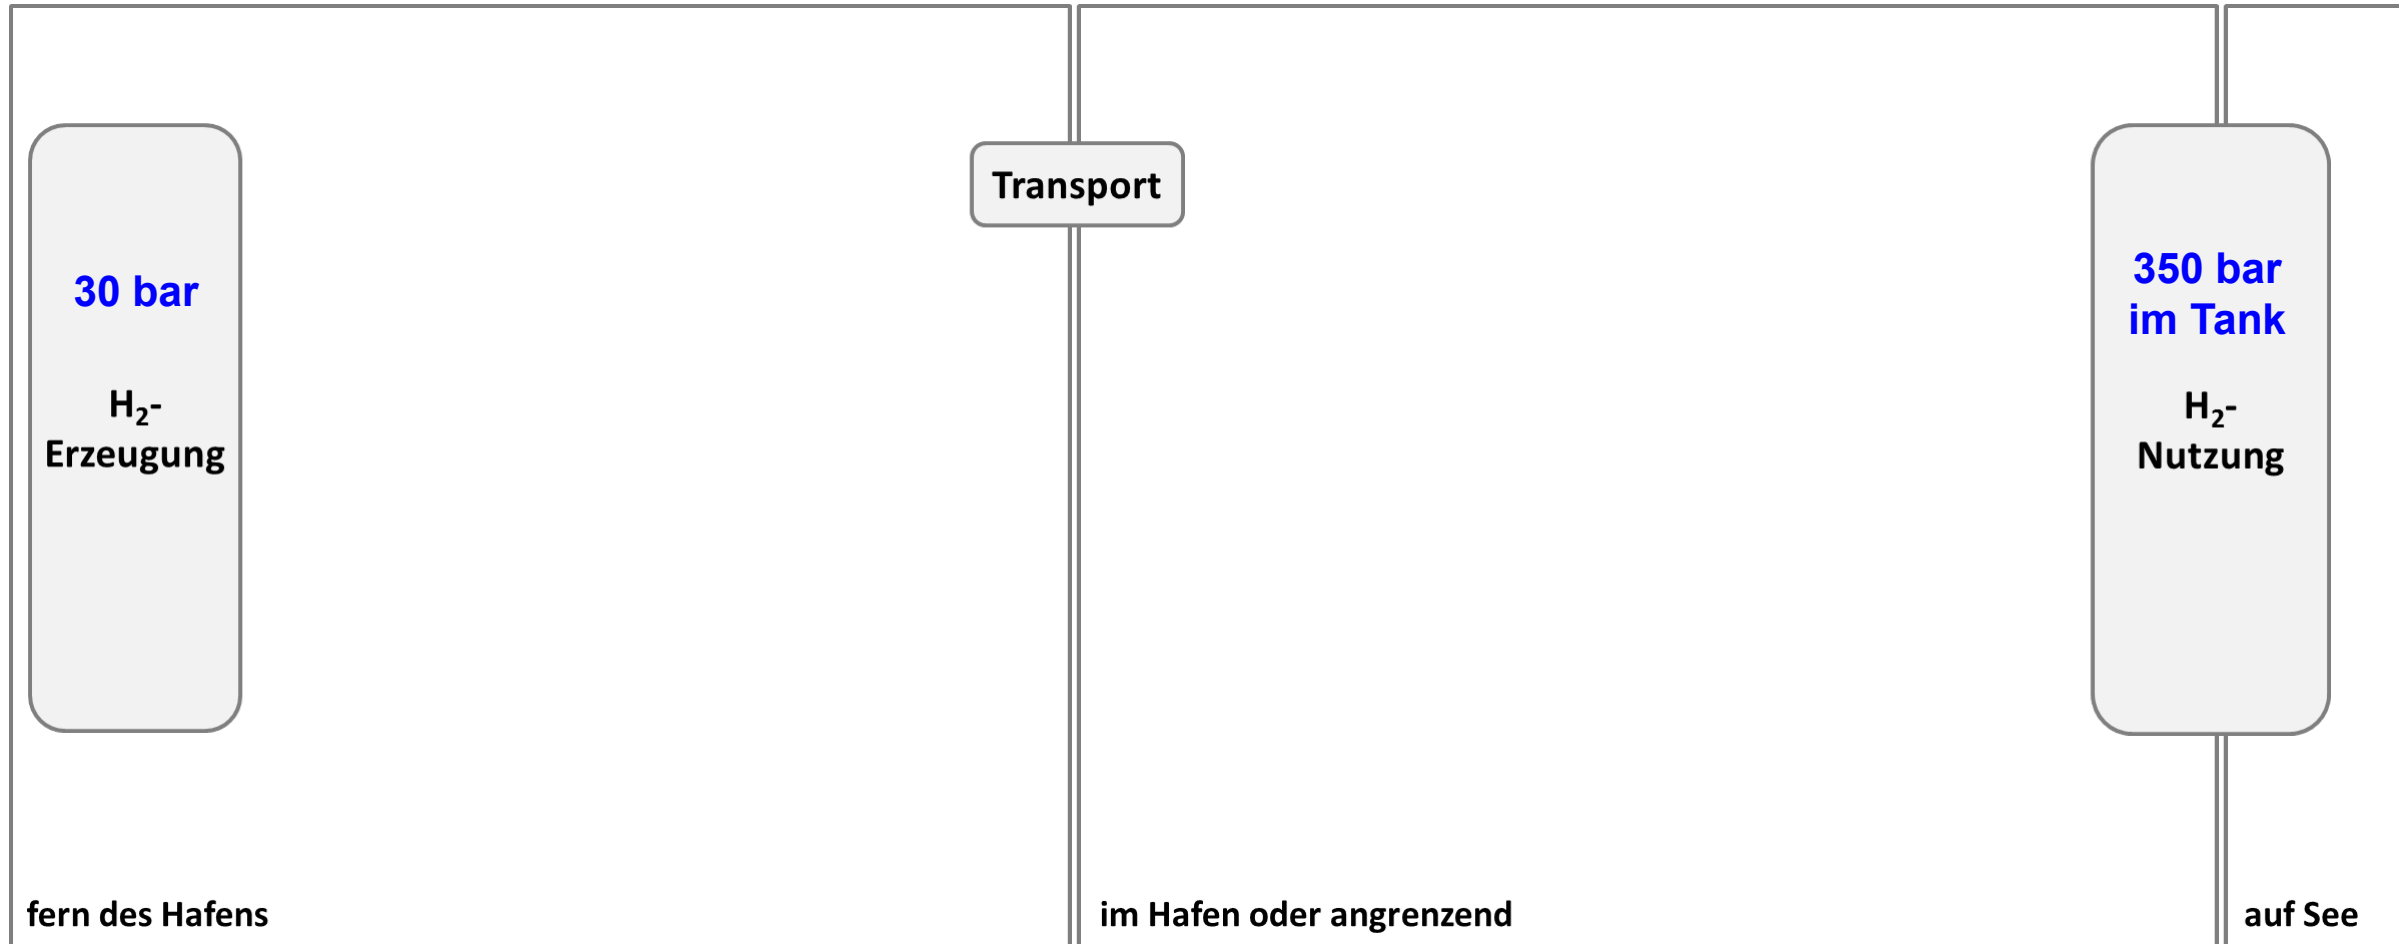 Transport
30 bar
H₂-
Erzeugung
350 bar
im Tank
H₂-
Nutzung
fern des Hafens
im Hafen oder angrenzend
auf See